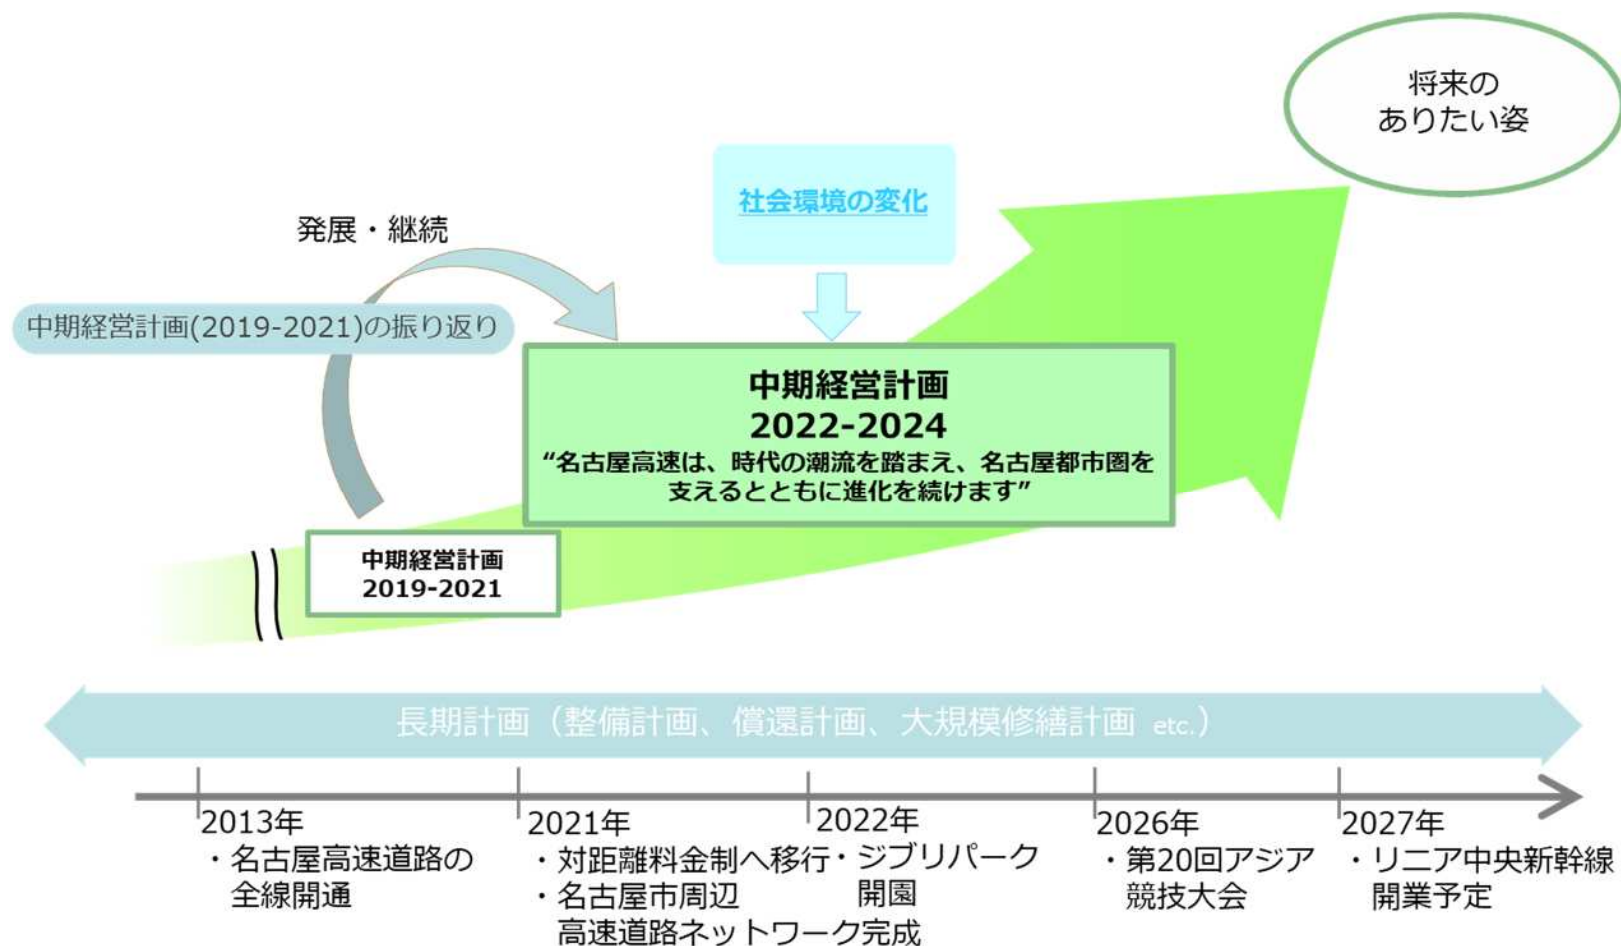 将来の
ありたい姿
社会環境の変化
発展・継続
中期経営計画(2019-2021)の振り返り
中期経営計画
2022-2024
“名古屋高速は、時代の潮流を踏まえ、名古屋都市圏を
支えるとともに進化を続けます”
中期経営計画
2019-2021
長期計画（整備計画、償還計画、大規模修繕計画 etc.）
2013年
・名古屋高速道路の
全線開通
2021年
・対距離料金制へ移行
・名古屋市周辺
高速道路ネットワーク完成
2022年
・ジブリパーク
開園
2026年
・第20回アジア
競技大会
2027年
・リニア中央新幹線
開業予定